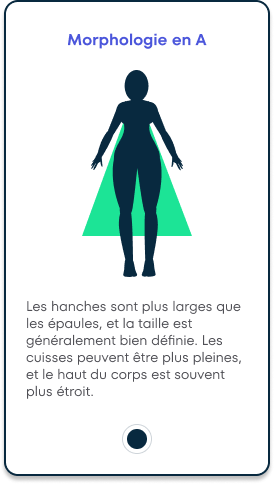 Morphologie en A
Les hanches sont plus larges que
les épaules, et la taille est
généralement bien définie. Les
cuisses peuvent être plus pleines,
et le haut du corps est souvent
plus étroit.